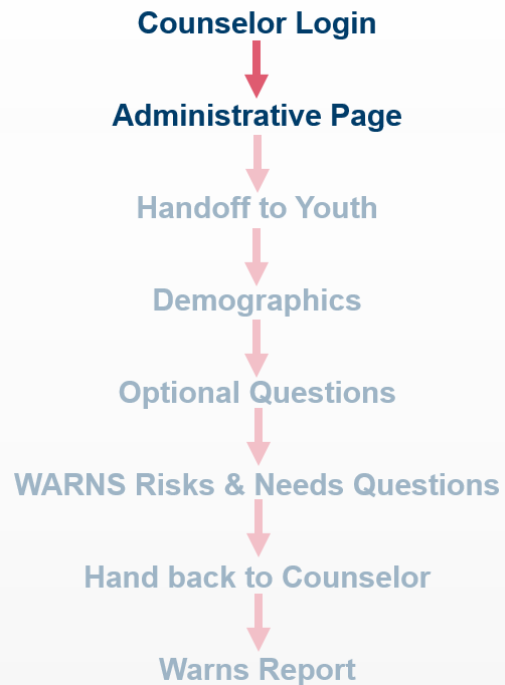 Counselor Login
Administrative Page
Handoff to Youth
Demographics
Optional Questions
WARNS Risks & Needs Questions
Hand back to Counselor
Warns Report